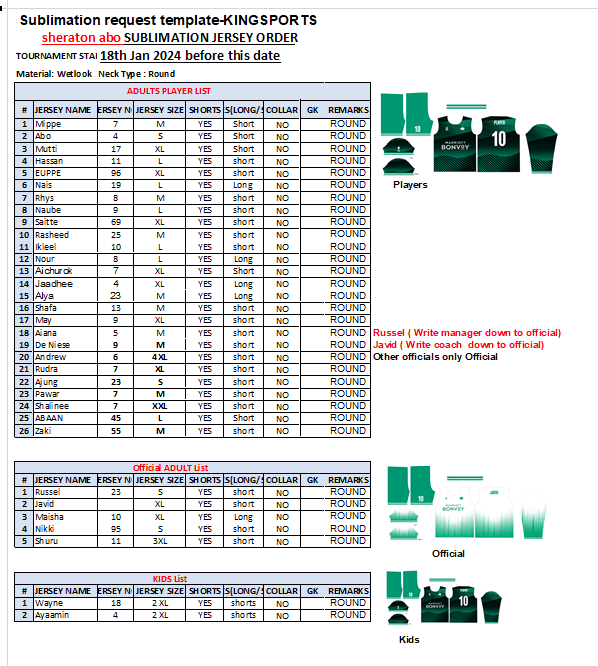 Sublimation request template-KINGSPORTS
sheraton abo SUBLIMATION JERSEY ORDER
TOURNAMENT STAI 18th Jan 2024 before this date
Material: Wetlook Neck Type : Round
ADULTS PLAYER LIST
# JERSEY NAME ERSEY N JERSEY SIZE SHORTS S(LONG/S COLLAR GK REMARKS
1 Mippe 7 M YES Short NO ROUND
2 Abo 4 S YES Short NO ROUND
3 Mutti 17 XL YES Short NO ROUND
4 Hassan 11 L YES Short NO ROUND
5 EUPPE 96 XL YES short NO ROUND
6 Nais 19 L YES Long NO ROUND
7 Rhys 8 M YES short NO ROUND
8 Naube 9 L YES short NO ROUND
9 Saitte 69 XL YES short NO ROUND
10 Rasheed 25 M YES short NO ROUND
11 Ikleel 10 L YES short NO ROUND
12 Nour 8 L YES Long NO ROUND
13 Aichurok 7 XL YES Short NO ROUND
14 Jaadhee 4 XL YES Long NO ROUND
15 Alya 23 M YES Long NO ROUND
16 Shafa 13 M YES short NO ROUND
17 May 9 XL YES short NO ROUND
18 Aiana 5 M YES short NO ROUND
19 De Niese 9 M YES short NO ROUND
20 Andrew 6 4XL YES short NO ROUND
21 Rudra 7 XL YES short NO ROUND
22 Ajung 23 S YES short NO ROUND
23 Pawar 7 M YES short NO ROUND
24 Shalinee 7 XXL YES short NO ROUND
25 ABAAN 45 L YES Short NO ROUND
26 Zaki 55 M YES short NO ROUND
PLAYER
10
MARRIOTT
BONVOY
10
Players
Russel ( Write manager down to official)
Javid ( Write coach down to official)
Other officials only Official
Official ADULT List
# JERSEY NAME ERSEY N JERSEY SIZE SHORTS S(LONG/S COLLAR GK REMARKS
1 Russel 23 S YES short NO ROUND
2 Javid XL YES short NO ROUND
3 Maisha 10 XL YES Long NO ROUND
4 Nikki 95 S YES short NO ROUND
5 Shuru 11 3XL YES short NO ROUND
10
BONVOY
Official
KIDS List
# JERSEY NAME ERSEY N JERSEY SIZE SHORTS S(LONG/S COLLAR GK REMARKS
1 Wayne 18 2 XL YES shorts NO ROUND
2 Ayaamin 4 2 XL YES shorts NO ROUND
10
BONVOY
10
Kids